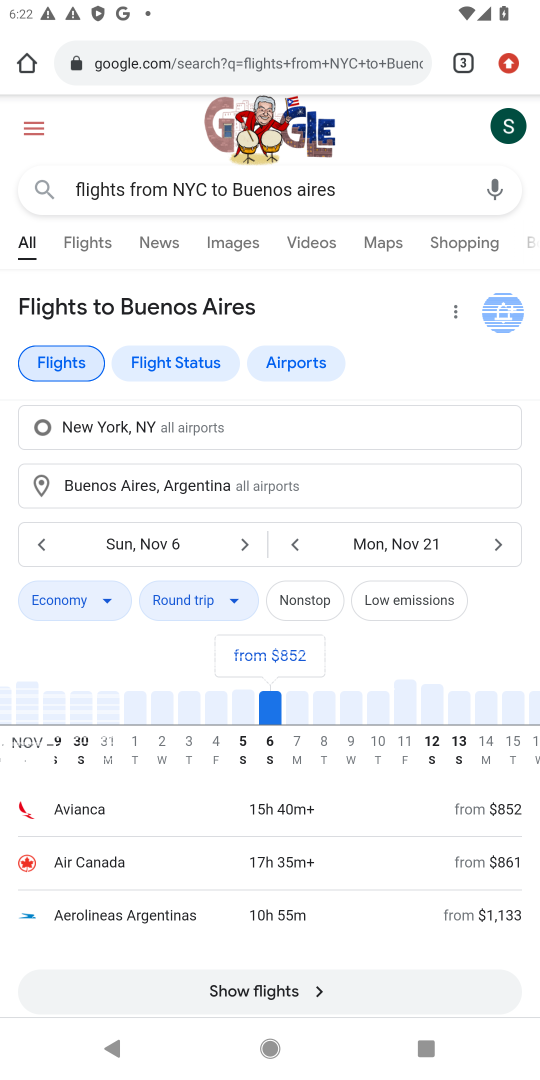 6:22
google.com/search?q=flights+from+NYC+to+Buen
3
GOOGLE
S
flights from NYC to Buenos aires
All Flights News Images Videos Maps Shopping
Flights to Buenos Aires
Flights Flight Status Airports
New York, NY all airports
Buenos Aires, Argentina all airports
Sun, Nov 6 Mon, Nov 21
Economy Round trip Nonstop Low emissions
from $852
NOV 30 31 1 2 3 4 5 6 7 8 9 10 11 12 13 14 15
S S M T W T F S S M T W T F S S M T
Avianca 15h 40m+ from $852
Air Canada 17h 35m+ from $861
Aerolineas Argentinas 10h 55m from $1,133
Show flights